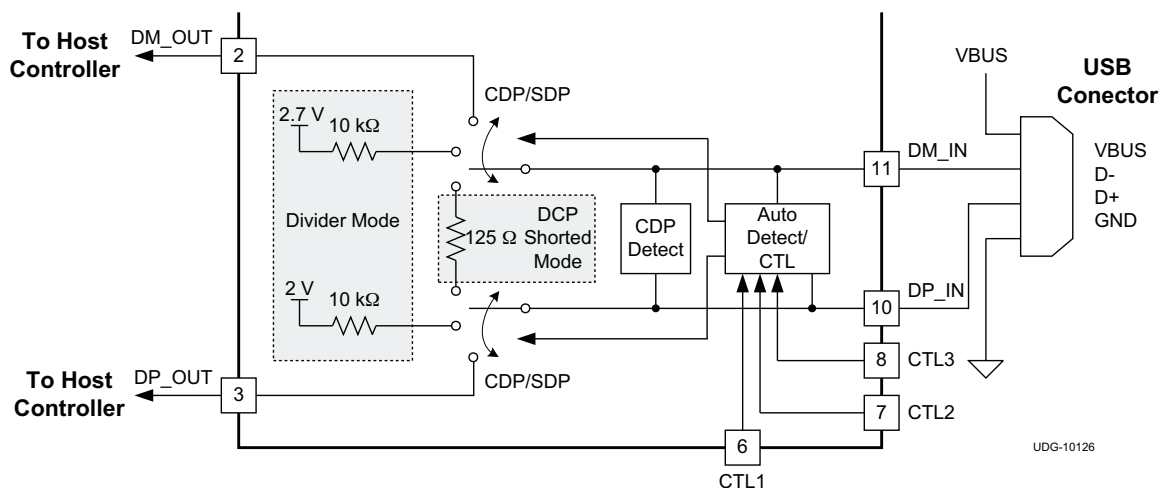 To Host
Controller
DM_OUT
2
CDP/SDP
2.7 V
10 kΩ
Divider Mode
125 Ω
DCP
Shorted
Mode
2 V
10 kΩ
CDP/SDP
To Host
Controller
DP_OUT
3
CDP
Detect
Auto
Detect/
CTL
VBUS
USB
Conector
11
DM_IN
VBUS
D-
D+
GND
10
DP_IN
8
CTL3
7
CTL2
6
CTL1
UDG-10126